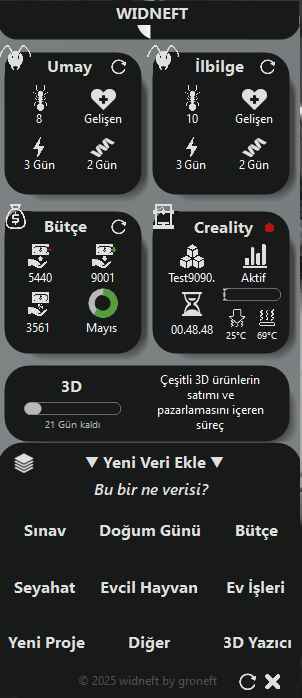 WIDNEFT
Umay
İlbilge
8
Gelişen
10
Gelişen
3 Gün
2 Gün
3 Gün
2 Gün
Bütçe
Creality
5440
9001
Test9090.
Aktif
3561
Mayıs
00.48.48
25°C
69°C
3D
21 Gün kaldı
Çeşitli 3D ürünlerin
satımı ve
pazarlamasını içeren
süreç
▼ Yeni Veri Ekle ▼
Bu bir ne verisi?
Sınav
Doğum Günü
Bütçe
Seyahat
Evcil Hayvan
Ev İşleri
Yeni Proje
Diğer
3D Yazıcı
© 2025 widneft by groneft